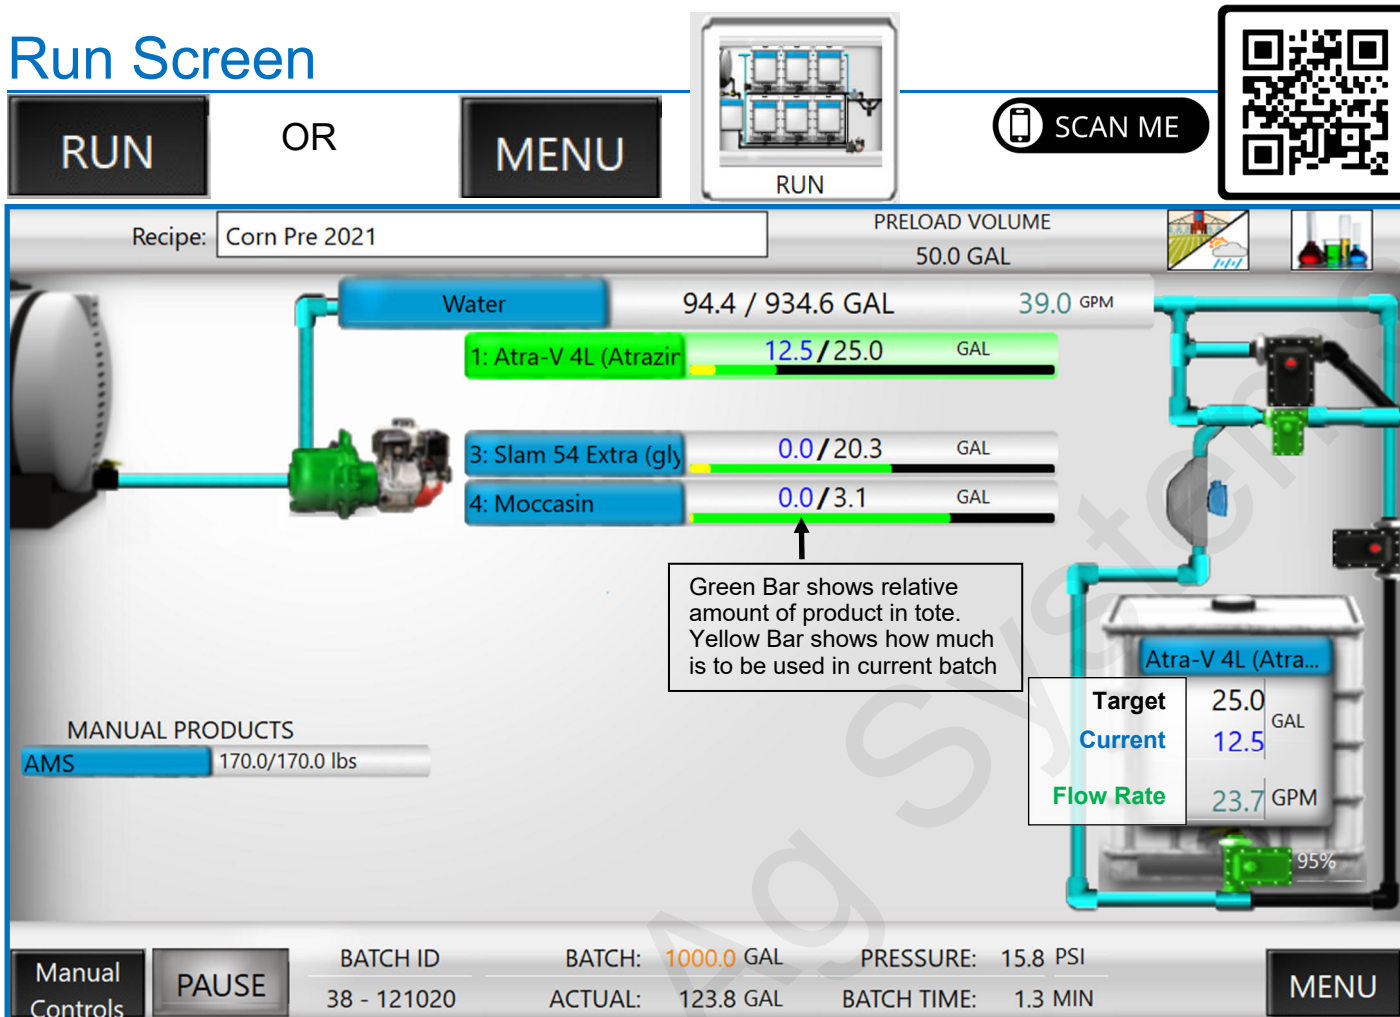 Run Screen
RUN
OR
MENU
RUN
SCAN ME
Recipe: Corn Pre 2021
PRELOAD VOLUME
50.0 GAL
Water 94.4 / 934.6 GAL 39.0 GPM
1: Atra-V 4L (Atrazin 12.5/25.0 GAL
3: Slam 54 Extra (gly 0.0/20.3 GAL
4: Moccasin 0.0/3.1 GAL
Green Bar shows relative
amount of product in tote.
Yellow Bar shows how much
is to be used in current batch
Atra-V 4L (Atra...
Target 25.0
GAL
Current 12.5
Flow Rate 23.7 GPM
95%
MANUAL PRODUCTS
AMS 170.0/170.0 lbs
Manual
Controls
PAUSE
BATCH ID
38 - 121020
BATCH: 1000.0 GAL
ACTUAL: 123.8 GAL
PRESSURE: 15.8 PSI
BATCH TIME: 1.3 MIN
MENU
Ag Systems